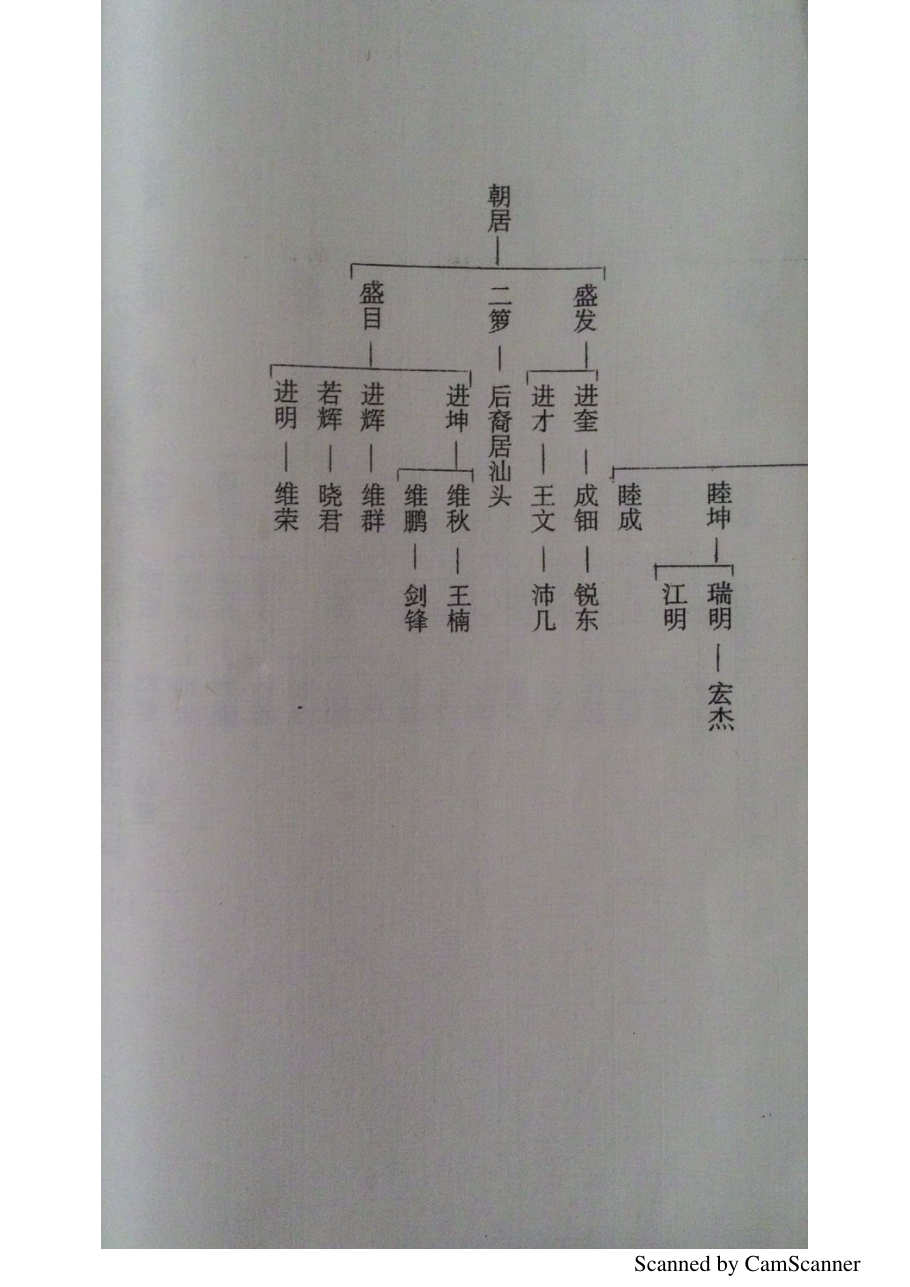 朝居
盛发
二箩
盛目
进奎
进才
后裔居汕头
进坤
进辉
若辉
进明
睦坤
睦成
成钿
王文
维秋
维鹏
维群
晓君
维荣
瑞明
江明
锐东
沛几
王楠
剑锋
宏杰
Scanned by CamScanner